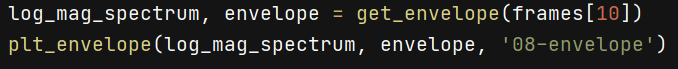 log_mag_spectrum, envelope = get_envelope(frames[10])
plt_envelope(log_mag_spectrum, envelope, '08-envelope')